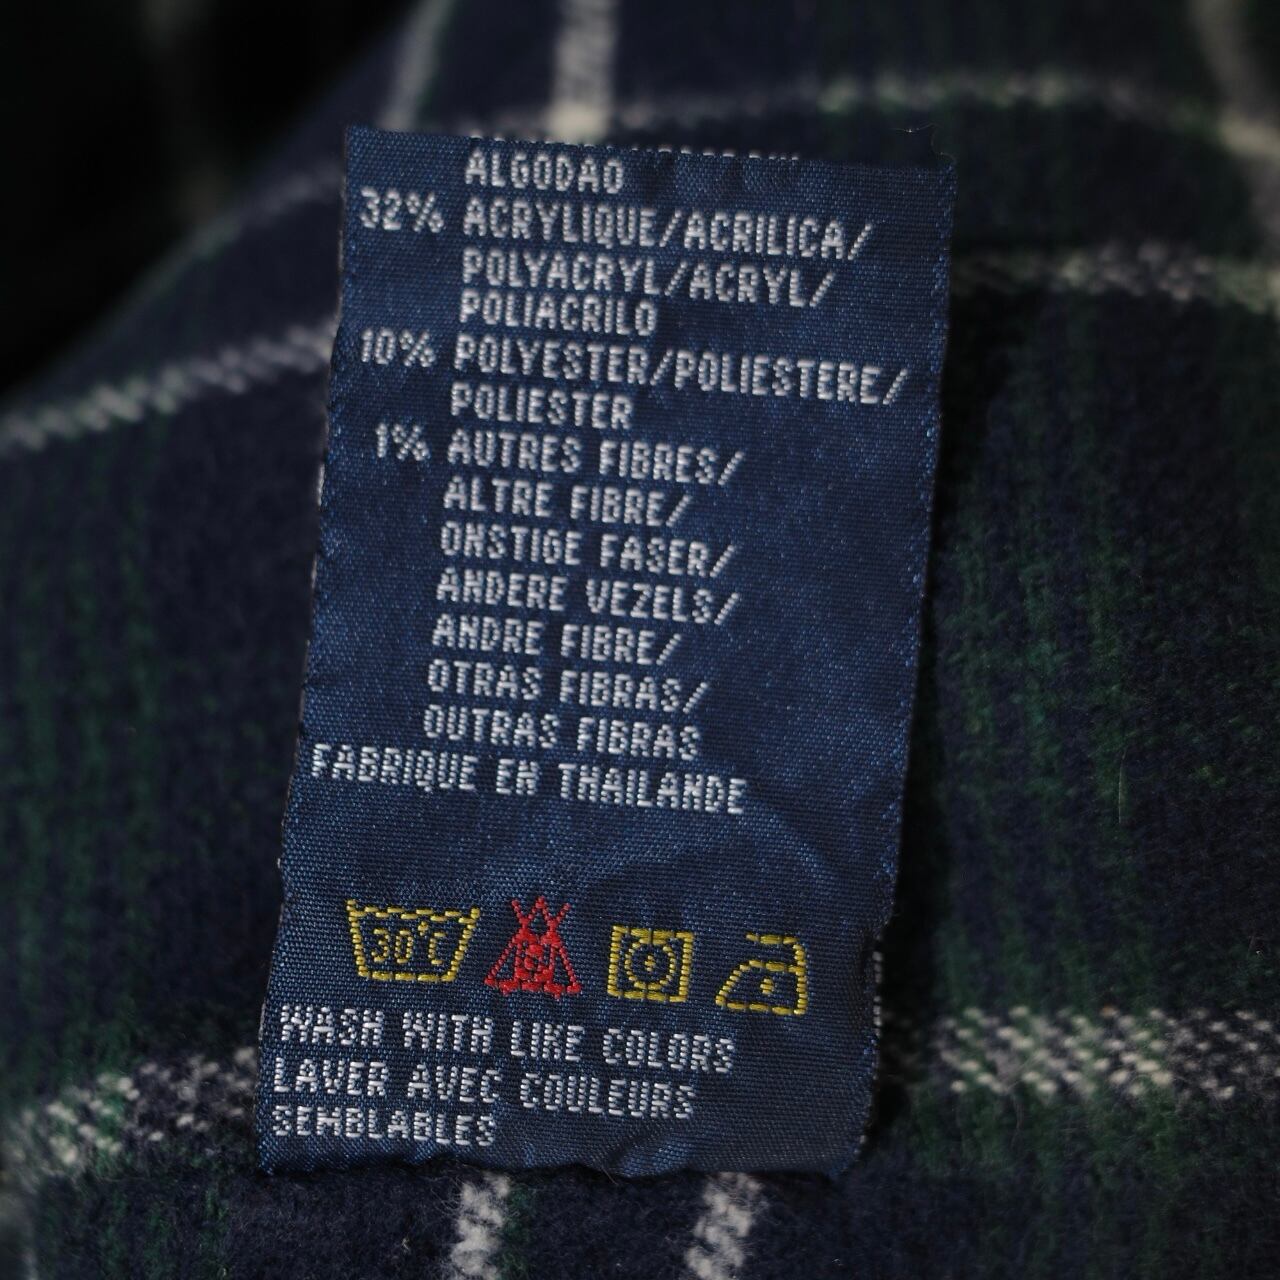 ALGODAO
32% ACRYLIQUE/ACRILICA/
POLYACRYL/ACRYL/
POLIACRILO
10% POLYESTER/POLIESTERE/
POLIESTER
1% AUTRES FIBRES/
ALTRE FIBRE/
ONSTIGE FASER/
ANDERE VEZELS/
ANDRE FIBRE/
OTRAS FIBRAS/
OUTRAS FIBRAS
FABRIQUE EN THAILANDE
30°C
WASH WITH LIKE COLORS
LAVER AVEC COULEURS
SEMBLABLES